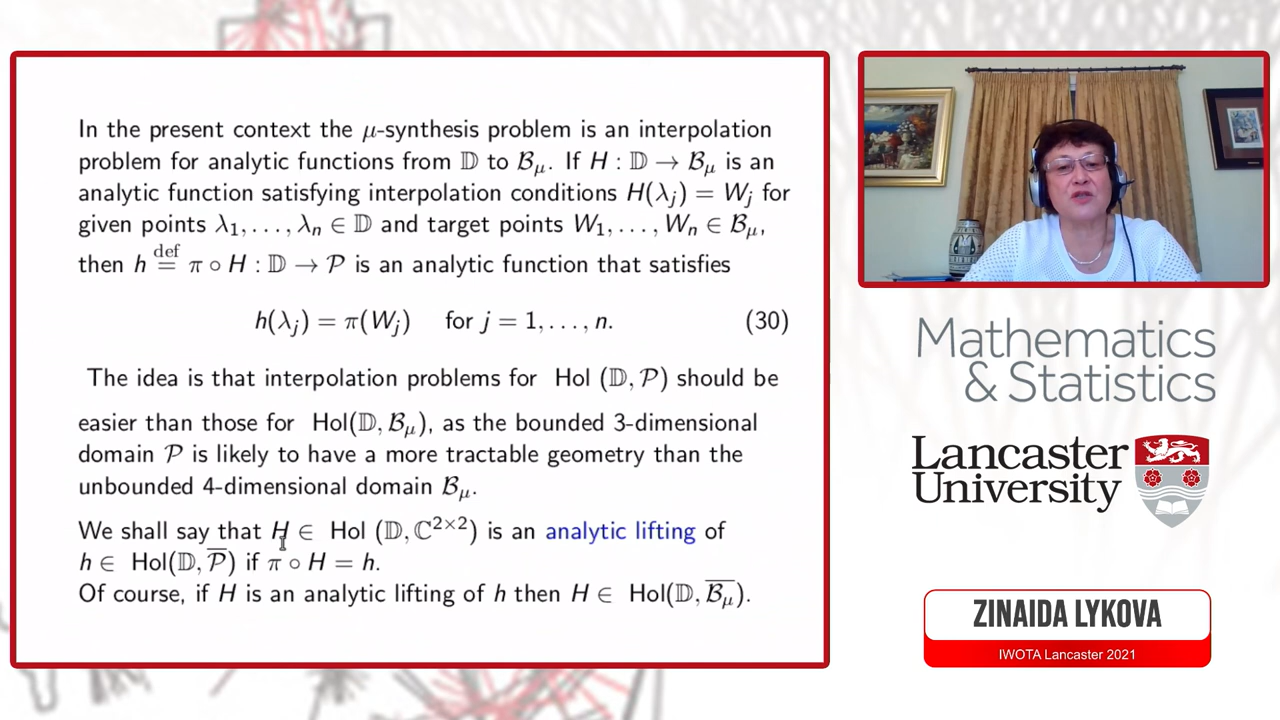 In the present context the μ-synthesis problem is an interpolation
problem for analytic functions from 𝔻 to ℬ_μ. If H : 𝔻 → ℬ_μ is an
analytic function satisfying interpolation conditions H(λ_j) = W_j for
given points λ_1, . . . , λ_n ∈ 𝔻 and target points W_1, . . . , W_n ∈ ℬ_μ,
then h \stackrel{def}{=} π ∘ H : 𝔻 → 𝒫 is an analytic function that satisfies
h(λ_j) = π(W_j) for j = 1, . . . , n. (30)
The idea is that interpolation problems for Hol (𝔻, 𝒫) should be
easier than those for Hol(𝔻, ℬ_μ), as the bounded 3-dimensional
domain 𝒫 is likely to have a more tractable geometry than the
unbounded 4-dimensional domain ℬ_μ.
We shall say that H ∈ Hol (𝔻, ℂ^{2×2}) is an analytic lifting of
h ∈ Hol(𝔻, \overline{𝒫}) if π ∘ H = h.
Of course, if H is an analytic lifting of h then H ∈ Hol(𝔻, \overline{ℬ_μ}).
Mathematics
& Statistics
Lancaster
University
ZINAIDA LYKOVA
IWOTA Lancaster 2021